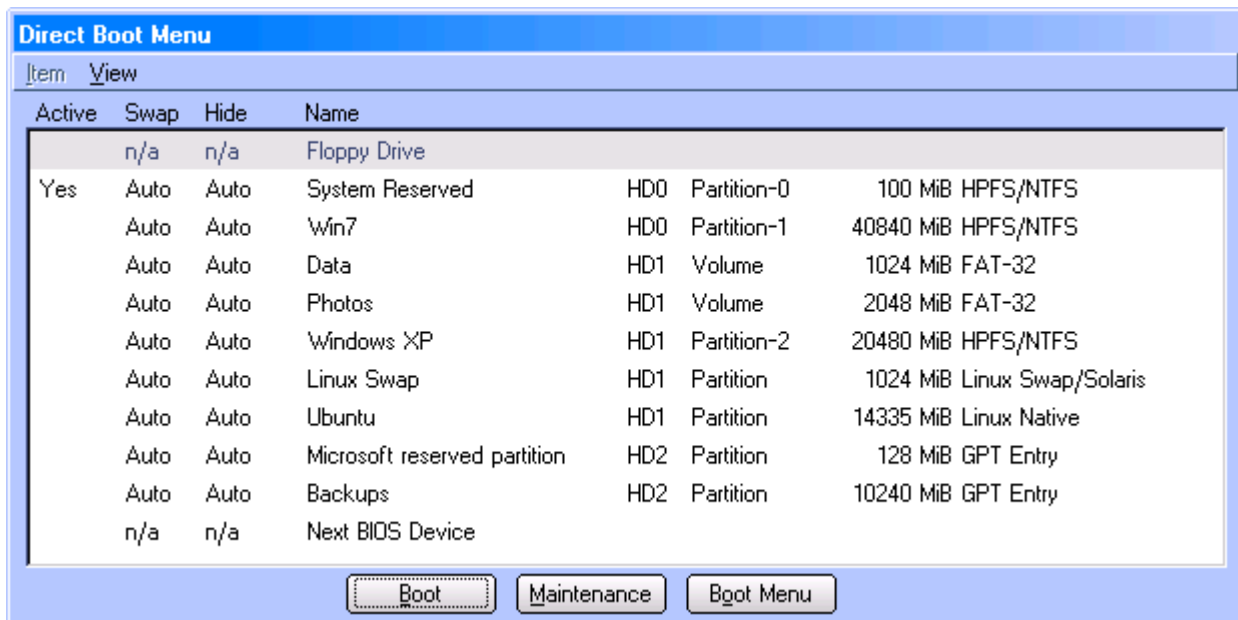 Direct Boot Menu
Item View
Active Swap Hide Name
n/a n/a Floppy Drive
Yes Auto Auto System Reserved HD0 Partition-0 100 MiB HPFS/NTFS
Auto Auto Win7 HD0 Partition-1 40840 MiB HPFS/NTFS
Auto Auto Data HD1 Volume 1024 MiB FAT-32
Auto Auto Photos HD1 Volume 2048 MiB FAT-32
Auto Auto Windows XP HD1 Partition-2 20480 MiB HPFS/NTFS
Auto Auto Linux Swap HD1 Partition 1024 MiB Linux Swap/Solaris
Auto Auto Ubuntu HD1 Partition 14335 MiB Linux Native
Auto Auto Microsoft reserved partition HD2 Partition 128 MiB GPT Entry
Auto Auto Backups HD2 Partition 10240 MiB GPT Entry
n/a n/a Next BIOS Device
Boot Maintenance Boot Menu